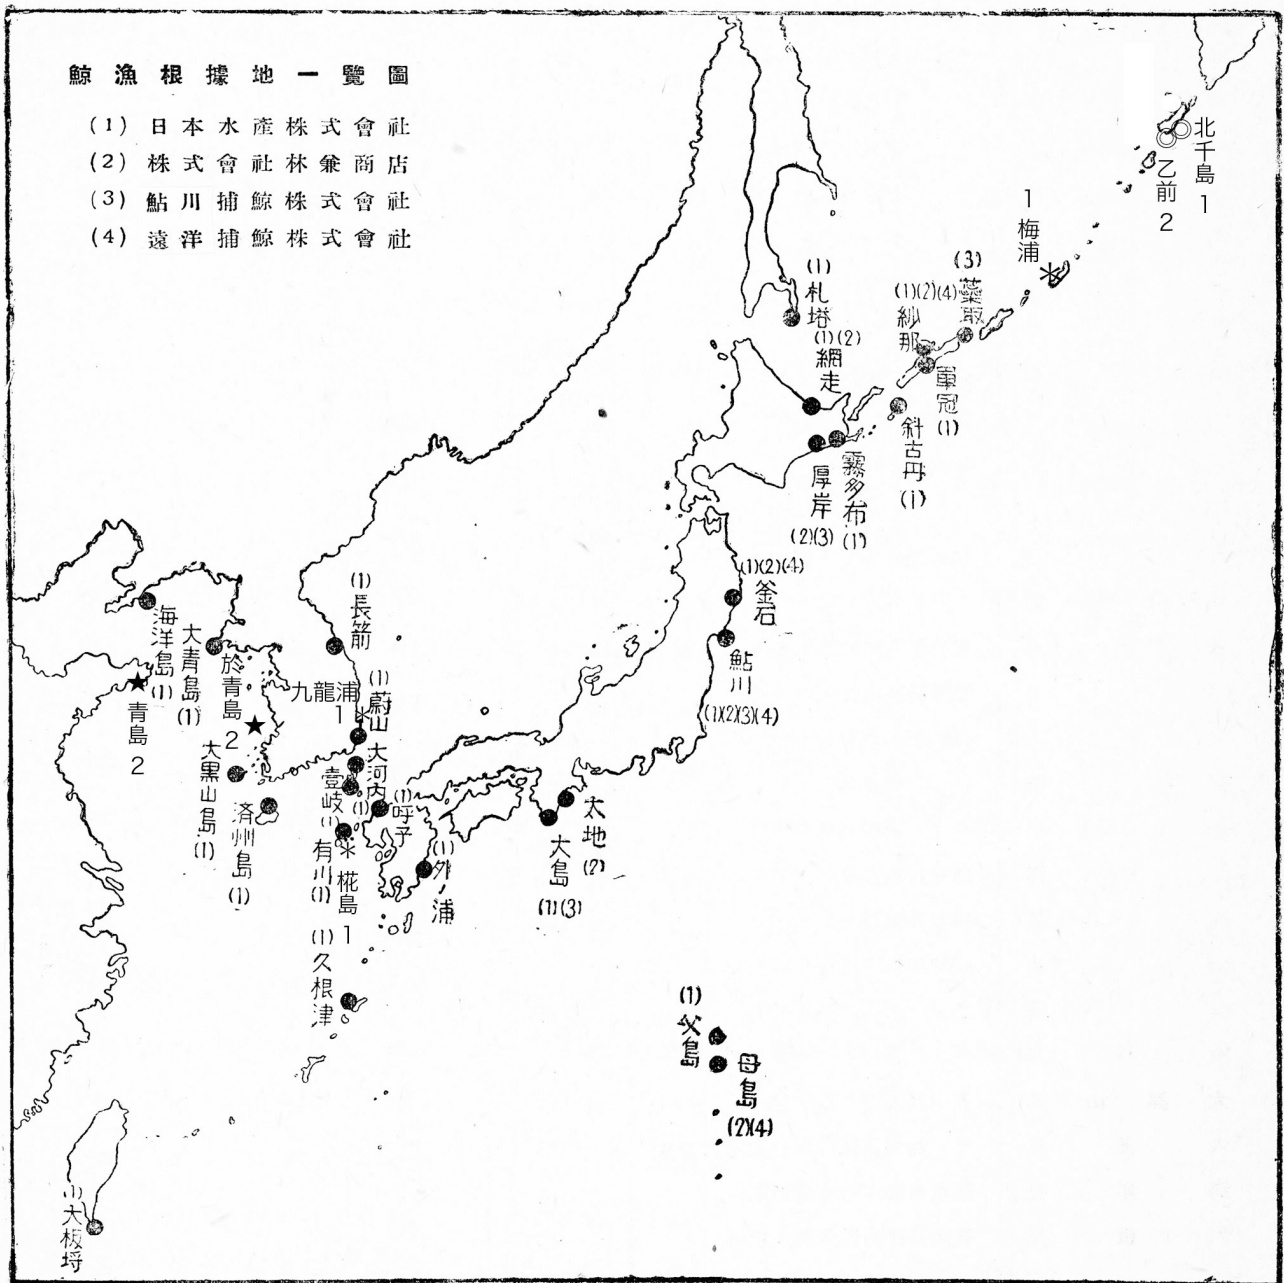 鯨漁根據地一覽圖
(1) 日本水產株式會社
(2) 株式會社林兼商店
(3) 鮎川捕鯨株式會社
(4) 遠洋捕鯨株式會社
北千島 1
乙前 2
1 梅浦
(3) 蘂取
(1)(2)(4) 紗那
單冠 (1)
斜古丹 (1)
(1) 札塔
(1)(2) 網走
霧多布 (1)
厚岸 (2)(3)
(1)(2)(4) 釜石
鮎川 (1)(2)(3)(4)
海洋島 (1)
大青島 (1)
於青島 2
青島 2
(1) 長箭
九龍浦 1
(1) 蔚山
大黒山島 (1)
済州島 (1)
大河内 (1)
壹岐 (1)
(1) 呼子
有川 (1)
椛島 1
(1) 外ノ浦
(1) 久根津
太地 (2)
大島 (1)(3)
(1) 父島
母島 (2)(4)
(1) 大板埒